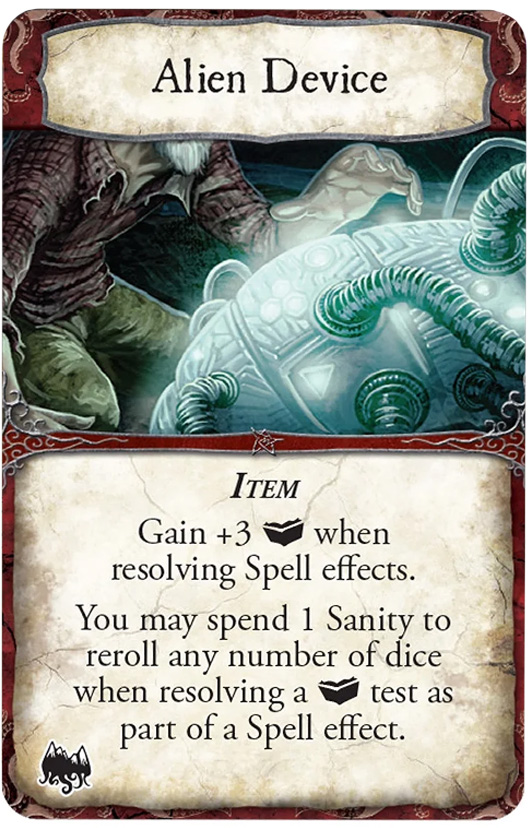 Alien Device
Item
Gain +3 when
resolving Spell effects.
You may spend 1 Sanity to
reroll any number of dice
when resolving a test as
part of a Spell effect.